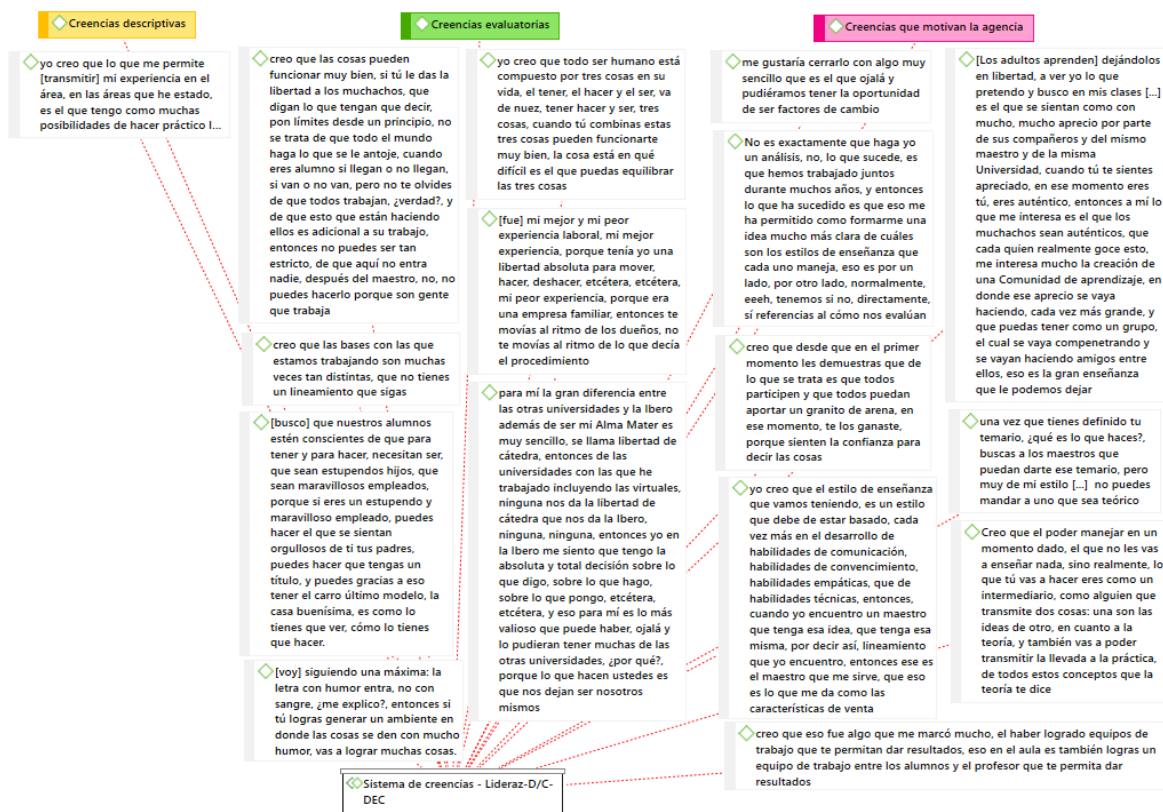 Creencias descriptivas
Creencias evaluatorias
Creencias que motivan la agencia
yo creo que lo que me permite
[transmitir] mi experiencia en el
área, en las áreas que he estado,
es el que tengo como muchas
posibilidades de hacer práctico l...
creo que las cosas pueden
funcionar muy bien, si tú le das la
libertad a los muchachos, que
digan lo que tengan que decir,
pon límites desde un principio, no
se trata de que todo el mundo
haga lo que se le antoje, cuando
eres alumno si llegan o no llegan,
si van o no van, pero no te olvides
de que todos trabajan, ¿verdad?, y
de que esto que están haciendo
ellos es adicional a su trabajo,
entonces no puedes ser tan
estricto, de que aquí no entra
nadie, después del maestro, no, no
puedes hacerlo porque son gente
que trabaja
creo que las bases con las que
estamos trabajando son muchas
veces tan distintas, que no tienes
un lineamiento que sigas
[busco] que nuestros alumnos
estén conscientes de que para
tener y para hacer, necesitan ser,
que sean estupendos hijos, que
sean maravillosos empleados,
porque si eres un estupendo y
maravilloso empleado, puedes
hacer el que se sientan
orgullosos de ti tus padres,
puedes hacer que tengas un
título, y puedes gracias a eso
tener el carro último modelo, la
casa buenísima, es como lo
tienes que ver, cómo lo tienes
que hacer.
[voy] siguiendo una máxima: la
letra con humor entra, no con
sangre, ¿me explico?, entonces si
tú logras generar un ambiente en
donde las cosas se den con mucho
humor, vas a lograr muchas cosas.
yo creo que todo ser humano está
compuesto por tres cosas en su
vida, el tener, el hacer y el ser, va
de nuez, tener hacer y ser, tres
cosas, cuando tú combinas estas
tres cosas pueden funcionarte
muy bien, la cosa está en qué
difícil es el que puedas equilibrar
las tres cosas
[fue] mi mejor y mi peor
experiencia laboral, mi mejor
experiencia, porque tenía yo una
libertad absoluta para mover,
hacer, deshacer, etcétera, etcétera,
mi peor experiencia, porque era
una empresa familiar, entonces te
movías al ritmo de los dueños, no
te movías al ritmo de lo que decía
el procedimiento
para mí la gran diferencia entre
las otras universidades y la Ibero
además de ser mi Alma Mater es
muy sencillo, se llama libertad de
cátedra, entonces de las
universidades con las que he
trabajado incluyendo las virtuales,
ninguna nos da la libertad de
cátedra que nos da la Ibero,
ninguna, ninguna, entonces yo en
la Ibero me siento que tengo la
absoluta y total decisión sobre lo
que digo, sobre lo que hago,
sobre lo que pongo, etcétera,
etcétera, y eso para mí es lo más
valioso que puede haber, ojalá y
lo pudieran tener muchas de las
otras universidades, ¿por qué?,
porque lo que hacen ustedes es
que nos dejan ser nosotros
mismos
me gustaría cerrarlo con algo muy
sencillo que es el que ojalá y
pudiéramos tener la oportunidad
de ser factores de cambio
No es exactamente que haga yo
un análisis, no, lo que sucede, es
que hemos trabajado juntos
durante muchos años, y entonces
lo que ha sucedido es que eso me
ha permitido como formarme una
idea mucho más clara de cuáles
son los estilos de enseñanza que
cada uno maneja, eso es por un
lado, por otro lado, normalmente,
eeeh, tenemos si no, directamente,
sí referencias al cómo nos evalúan
creo que desde que en el primer
momento les demuestras que de
lo que se trata es que todos
participen y que todos puedan
aportar un granito de arena, en
ese momento, te los ganaste,
porque sienten la confianza para
decir las cosas
yo creo que el estilo de enseñanza
que vamos teniendo, es un estilo
que debe de estar basado, cada
vez más en el desarrollo de
habilidades de comunicación,
habilidades de convencimiento,
habilidades empáticas, que de
habilidades técnicas, entonces,
cuando yo encuentro un maestro
que tenga esa idea, que tenga esa
misma, por decir así, lineamiento
que yo encuentro, entonces ese es
el maestro que me sirve, que eso
es lo que me da como las
características de venta
[Los adultos aprenden] dejándolos
en libertad, a ver yo lo que
pretendo y busco en mis clases [...]
es el que se sientan como con
mucho, mucho aprecio por parte
de sus compañeros y del mismo
maestro y de la misma
Universidad, cuando tú te sientes
apreciado, en ese momento eres
tú, eres auténtico, entonces a mí lo
que me interesa es el que los
muchachos sean auténticos, que
cada quien realmente goce esto,
me interesa mucho la creación de
una Comunidad de aprendizaje, en
donde ese aprecio se vaya
haciendo, cada vez más grande, y
que puedas tener como un grupo,
el cual se vaya compenetrando y
se vayan haciendo amigos entre
ellos, eso es la gran enseñanza
que le podemos dejar
una vez que tienes definido tu
temario, ¿qué es lo que haces?,
buscas a los maestros que
puedan darte ese temario, pero
muy de mi estilo [...] no puedes
mandar a uno que sea teórico
Creo que el poder manejar en un
momento dado, el que no les vas
a enseñar nada, sino realmente, lo
que tú vas a hacer eres como un
intermediario, como alguien que
transmite dos cosas: una son las
ideas de otro, en cuanto a la
teoría, y también vas a poder
transmitir la llevada a la práctica,
de todos estos conceptos que la
teoría te dice
creo que eso fue algo que me marcó mucho, el haber logrado equipos de
trabajo que te permitan dar resultados, eso en el aula es también logras un
equipo de trabajo entre los alumnos y el profesor que te permita dar
resultados
Sistema de creencias - Lideraz-D/C-
DEC